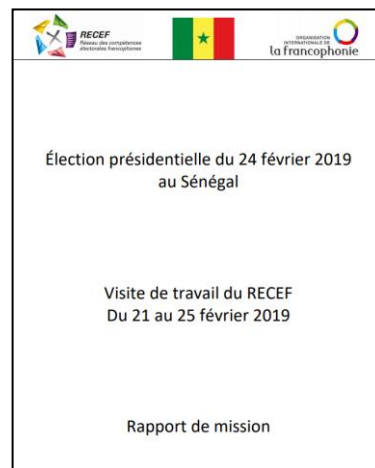 RECEF
Réseau des compétences
électorales francophones
ORGANISATION
INTERNATIONALE DE
la francophonie
Élection présidentielle du 24 février 2019
au Sénégal
Visite de travail du RECEF
Du 21 au 25 février 2019
Rapport de mission